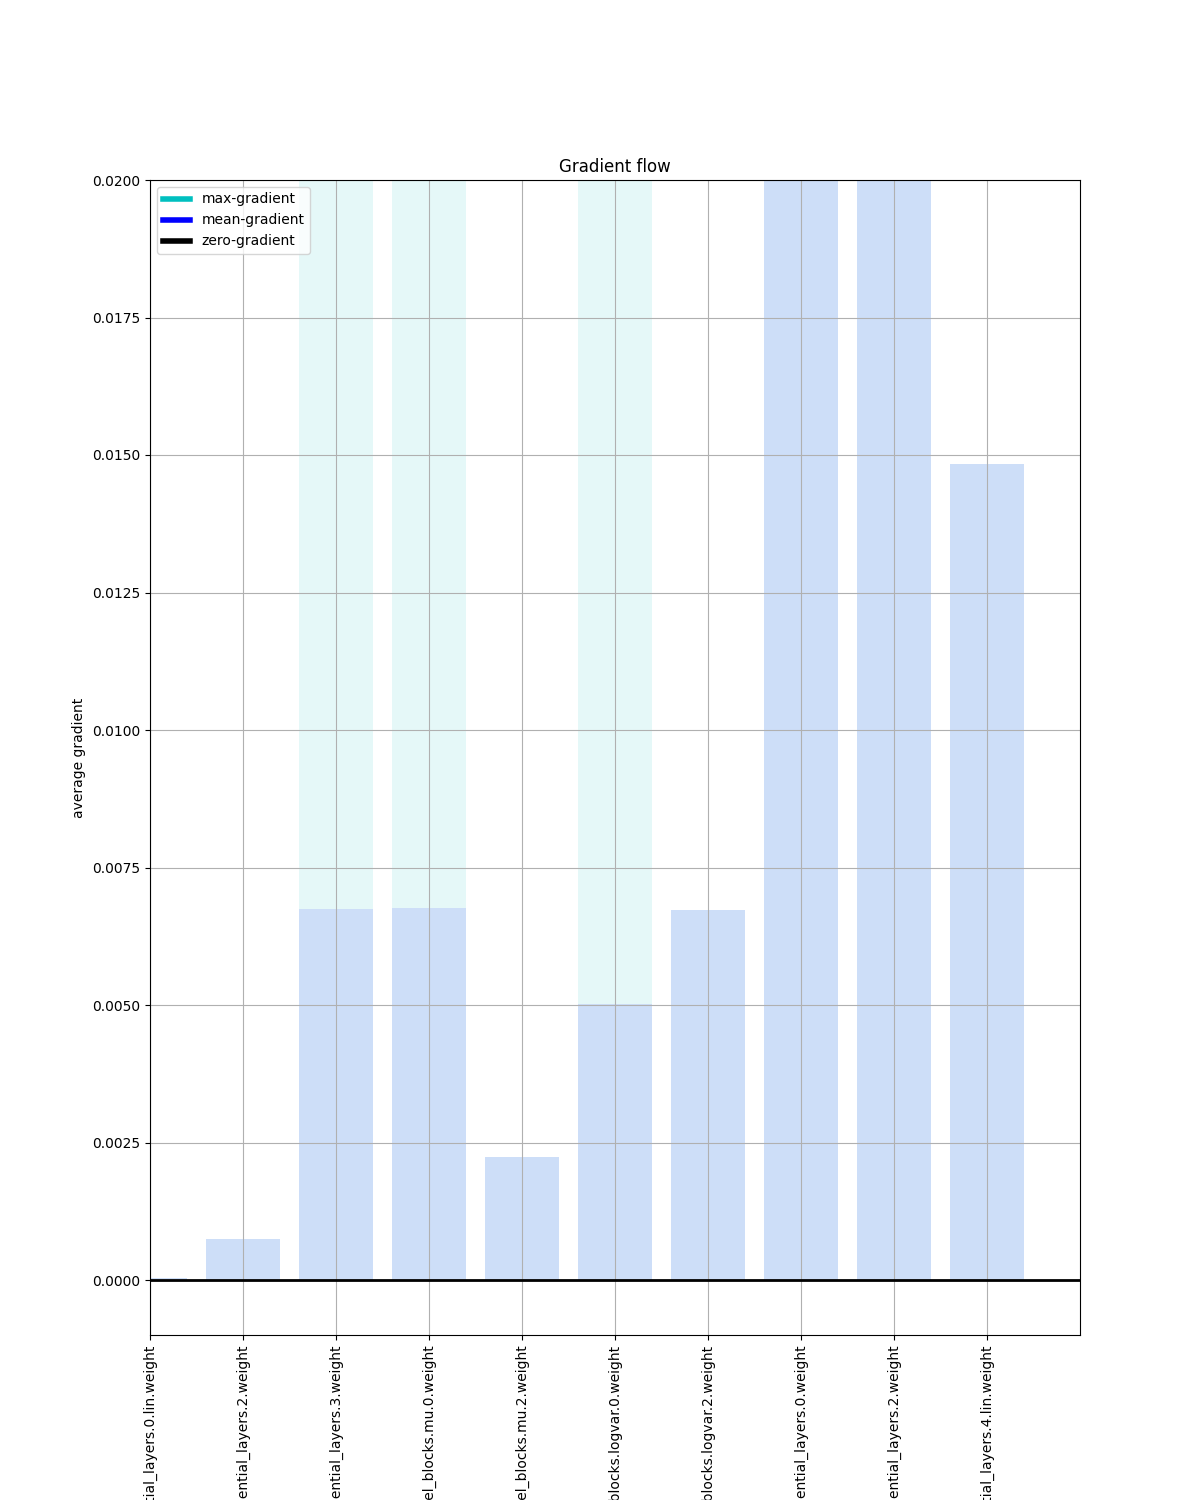 Gradient flow
max-gradient
mean-gradient
zero-gradient
0.0200
0.0175
0.0150
0.0125
0.0100
0.0075
0.0050
0.0025
0.0000
average gradient
tial_layers.0.lin.weight
ential_layers.2.weight
ential_layers.3.weight
el_blocks.mu.0.weight
el_blocks.mu.2.weight
blocks.logvar.0.weight
blocks.logvar.2.weight
ential_layers.0.weight
ential_layers.2.weight
tial_layers.4.lin.weight